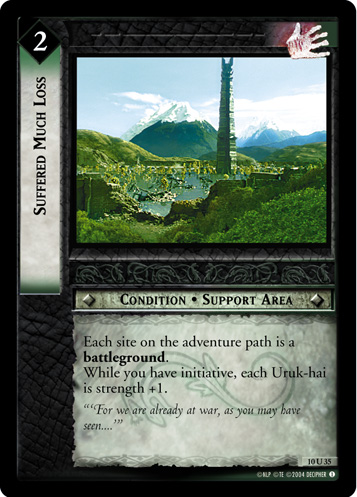 2
SUFFERED MUCH LOSS
CONDITION • SUPPORT AREA
Each site on the adventure path is a
battleground.
While you have initiative, each Uruk-hai
is strength +1.
“‘For we are already at war, as you may have
seen....’”
10 U 35
©NLP ©TE ©2004 DECIPHER